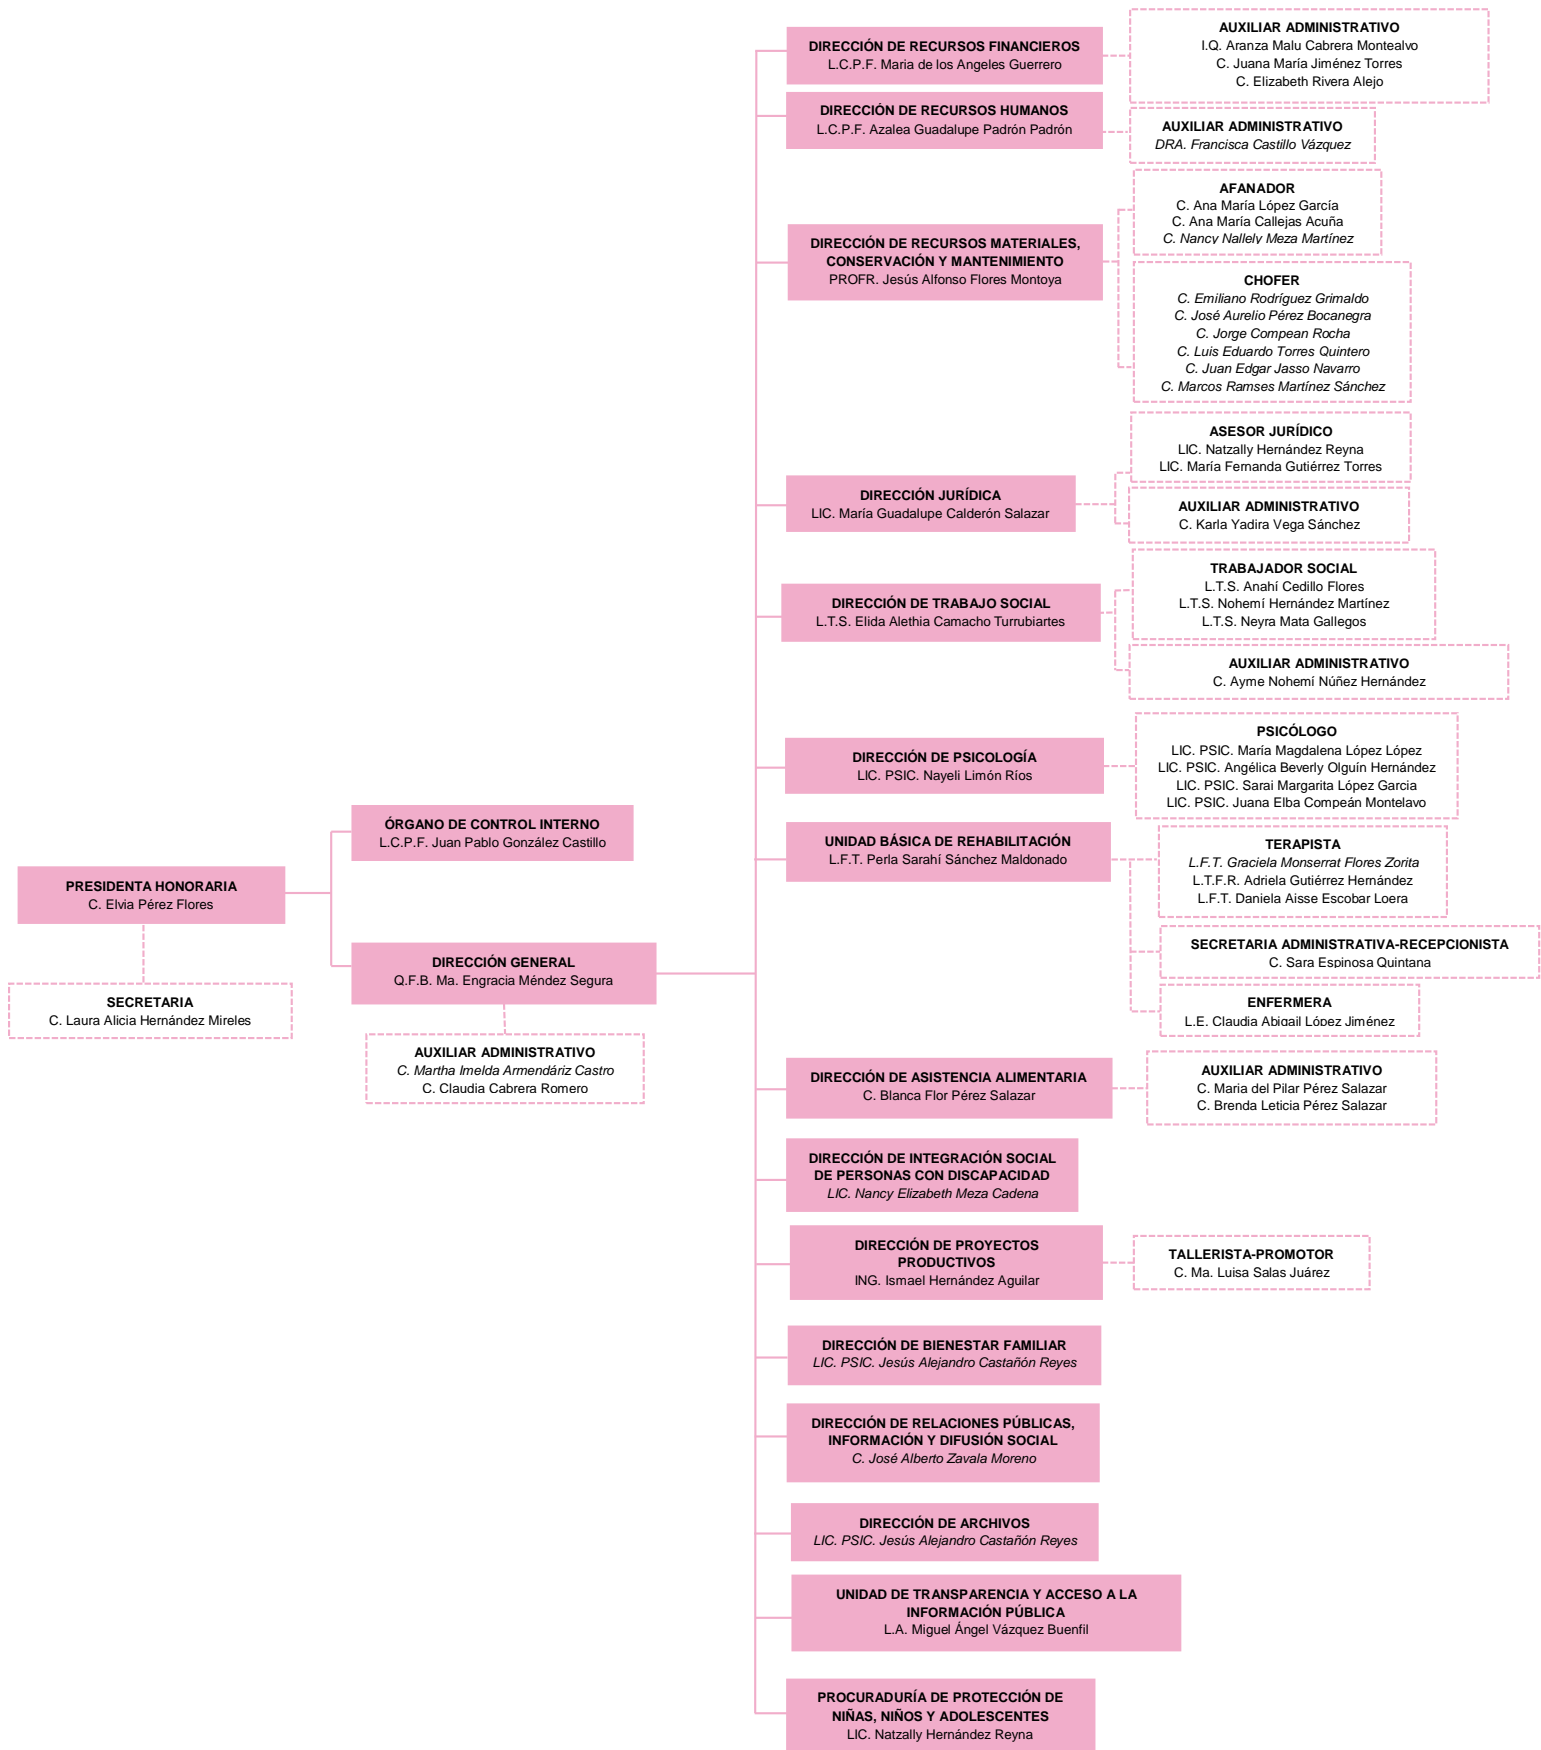 PRESIDENTA HONORARIA
C. Elvia Pérez Flores
SECRETARIA
C. Laura Alicia Hernández Mireles
ÓRGANO DE CONTROL INTERNO
L.C.P.F. Juan Pablo González Castillo
DIRECCIÓN GENERAL
Q.F.B. Ma. Engracia Méndez Segura
AUXILIAR ADMINISTRATIVO
C. Martha Imelda Armendáriz Castro
C. Claudia Cabrera Romero
DIRECCIÓN DE RECURSOS FINANCIEROS
L.C.P.F. Maria de los Angeles Guerrero
AUXILIAR ADMINISTRATIVO
I.Q. Aranza Malu Cabrera Montealvo
C. Juana María Jiménez Torres
C. Elizabeth Rivera Alejo
DIRECCIÓN DE RECURSOS HUMANOS
L.C.P.F. Azalea Guadalupe Padrón Padrón
AUXILIAR ADMINISTRATIVO
DRA. Francisca Castillo Vázquez
DIRECCIÓN DE RECURSOS MATERIALES,
CONSERVACIÓN Y MANTENIMIENTO
PROFR. Jesús Alfonso Flores Montoya
AFANADOR
C. Ana María López García
C. Ana María Callejas Acuña
C. Nancy Nallely Meza Martínez
CHOFER
C. Emiliano Rodríguez Grimaldo
C. José Aurelio Pérez Bocanegra
C. Jorge Compean Rocha
C. Luis Eduardo Torres Quintero
C. Juan Edgar Jasso Navarro
C. Marcos Ramses Martínez Sánchez
DIRECCIÓN JURÍDICA
LIC. María Guadalupe Calderón Salazar
ASESOR JURÍDICO
LIC. Natzally Hernández Reyna
LIC. María Fernanda Gutiérrez Torres
AUXILIAR ADMINISTRATIVO
C. Karla Yadira Vega Sánchez
DIRECCIÓN DE TRABAJO SOCIAL
L.T.S. Elida Alethia Camacho Turrubiartes
TRABAJADOR SOCIAL
L.T.S. Anahí Cedillo Flores
L.T.S. Nohemí Hernández Martínez
L.T.S. Neyra Mata Gallegos
AUXILIAR ADMINISTRATIVO
C. Ayme Nohemí Núñez Hernández
DIRECCIÓN DE PSICOLOGÍA
LIC. PSIC. Nayeli Limón Ríos
PSICÓLOGO
LIC. PSIC. María Magdalena López López
LIC. PSIC. Angélica Beverly Olguín Hernández
LIC. PSIC. Sarai Margarita López Garcia
LIC. PSIC. Juana Elba Compeán Montelavo
UNIDAD BÁSICA DE REHABILITACIÓN
L.F.T. Perla Sarahí Sánchez Maldonado
TERAPISTA
L.F.T. Graciela Monserrat Flores Zorita
L.T.F.R. Adriela Gutiérrez Hernández
L.F.T. Daniela Aisse Escobar Loera
SECRETARIA ADMINISTRATIVA-RECEPCIONISTA
C. Sara Espinosa Quintana
ENFERMERA
L.E. Claudia Abigail López Jiménez
DIRECCIÓN DE ASISTENCIA ALIMENTARIA
C. Blanca Flor Pérez Salazar
AUXILIAR ADMINISTRATIVO
C. Maria del Pilar Pérez Salazar
C. Brenda Leticia Pérez Salazar
DIRECCIÓN DE INTEGRACIÓN SOCIAL
DE PERSONAS CON DISCAPACIDAD
LIC. Nancy Elizabeth Meza Cadena
DIRECCIÓN DE PROYECTOS
PRODUCTIVOS
ING. Ismael Hernández Aguilar
TALLERISTA-PROMOTOR
C. Ma. Luisa Salas Juárez
DIRECCIÓN DE BIENESTAR FAMILIAR
LIC. PSIC. Jesús Alejandro Castañón Reyes
DIRECCIÓN DE RELACIONES PÚBLICAS,
INFORMACIÓN Y DIFUSIÓN SOCIAL
C. José Alberto Zavala Moreno
DIRECCIÓN DE ARCHIVOS
LIC. PSIC. Jesús Alejandro Castañón Reyes
UNIDAD DE TRANSPARENCIA Y ACCESO A LA
INFORMACIÓN PÚBLICA
L.A. Miguel Ángel Vázquez Buenfil
PROCURADURÍA DE PROTECCIÓN DE
NIÑAS, NIÑOS Y ADOLESCENTES
LIC. Natzally Hernández Reyna